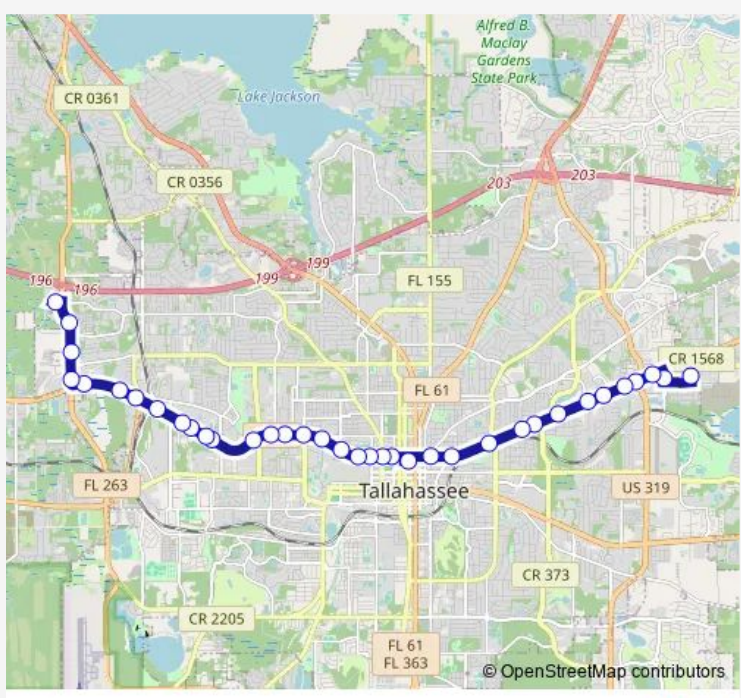 Alfred B.
Maclay
Gardens
State Park
CR 0361
Lake Jackson
CR 0356
203
203
199
199
196
196
FL 155
CR 1568
FL 61
FL 263
Tallahassee
US 319
CR 373
CR 2205
FL 61
FL 363
© OpenStreetMap contributors